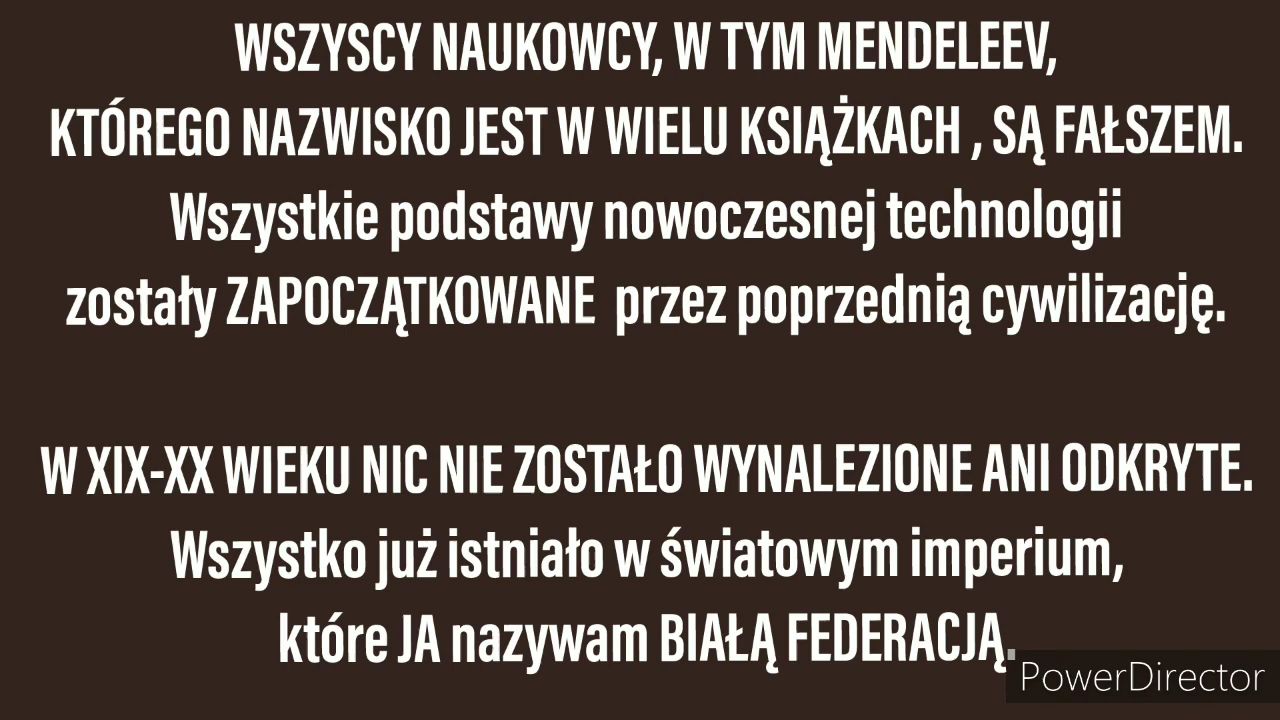 WSZYSCY NAUKOWCY, W TYM MENDELEEV,
KTÓREGO NAZWISKO JEST W WIELU KSIĄŻKACH , SĄ FAŁSZEM.
Wszystkie podstawy nowoczesnej technologii
zostały ZAPOCZĄTKOWANE przez poprzednią cywilizację.
W XIX-XX WIEKU NIC NIE ZOSTAŁO WYNALEZIONE ANI ODKRYTE.
Wszystko już istniało w światowym imperium,
które JA nazywam BIAŁĄ FEDERACJĄ.
PowerDirector